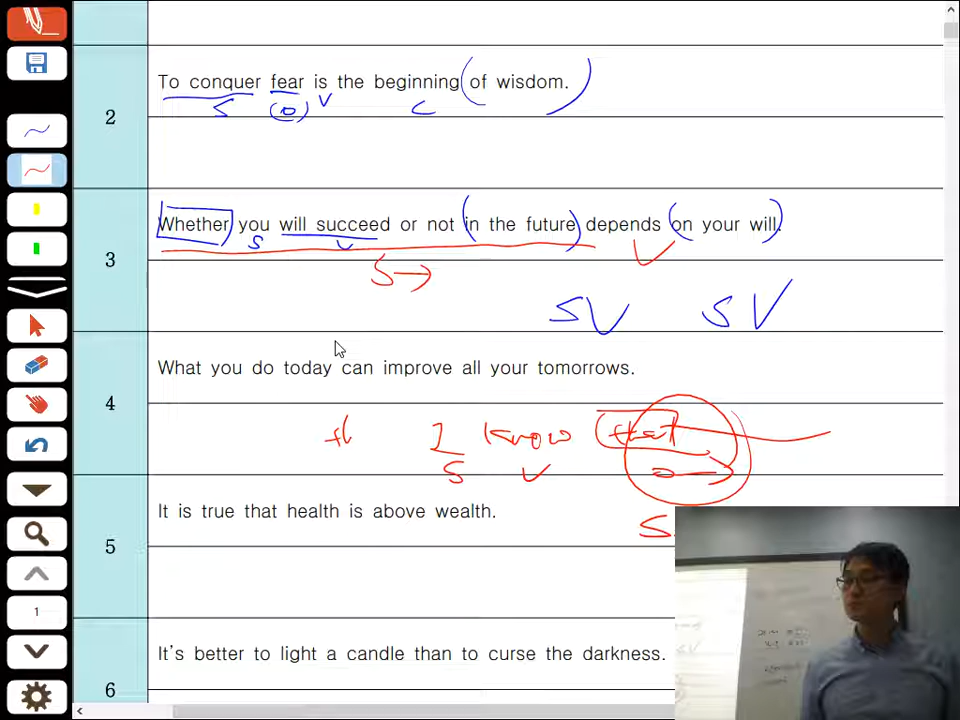 To conquer fear is the beginning (of wisdom.)
S (o) V C
2
Whether you will succeed or not (in the future) depends (on your will.)
S V V
3
S→
SV SV
What you do today can improve all your tomorrows.
4
th I know (that
S V o
It is true that health is above wealth.
S
5
It's better to light a candle than to curse the darkness.
6
1